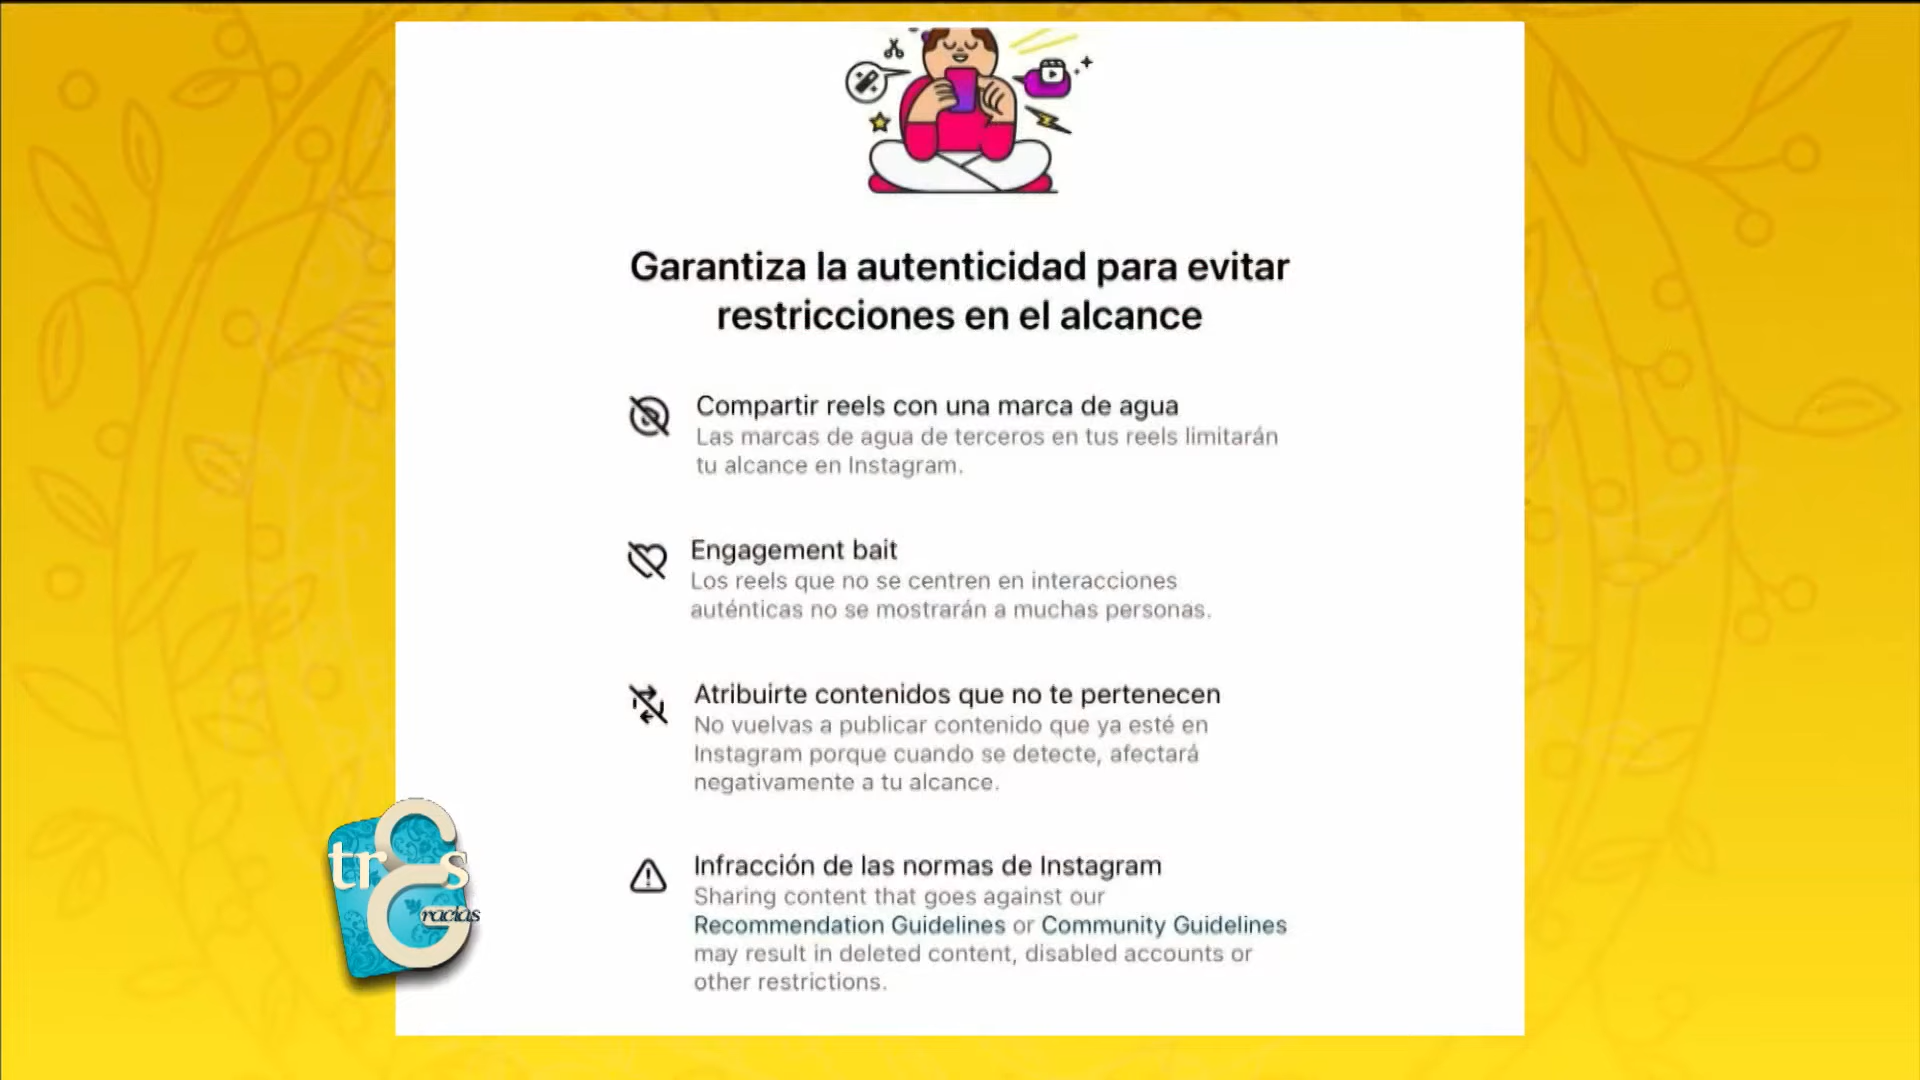 Garantiza la autenticidad para evitar
restricciones en el alcance
Compartir reels con una marca de agua
Las marcas de agua de terceros en tus reels limitarán
tu alcance en Instagram.
Engagement bait
Los reels que no se centren en interacciones
auténticas no se mostrarán a muchas personas.
Atribuirte contenidos que no te pertenecen
No vuelvas a publicar contenido que ya esté en
Instagram porque cuando se detecte, afectará
negativamente a tu alcance.
Infracción de las normas de Instagram
Sharing content that goes against our
Recommendation Guidelines or Community Guidelines
may result in deleted content, disabled accounts or
other restrictions.
tres
Gracias